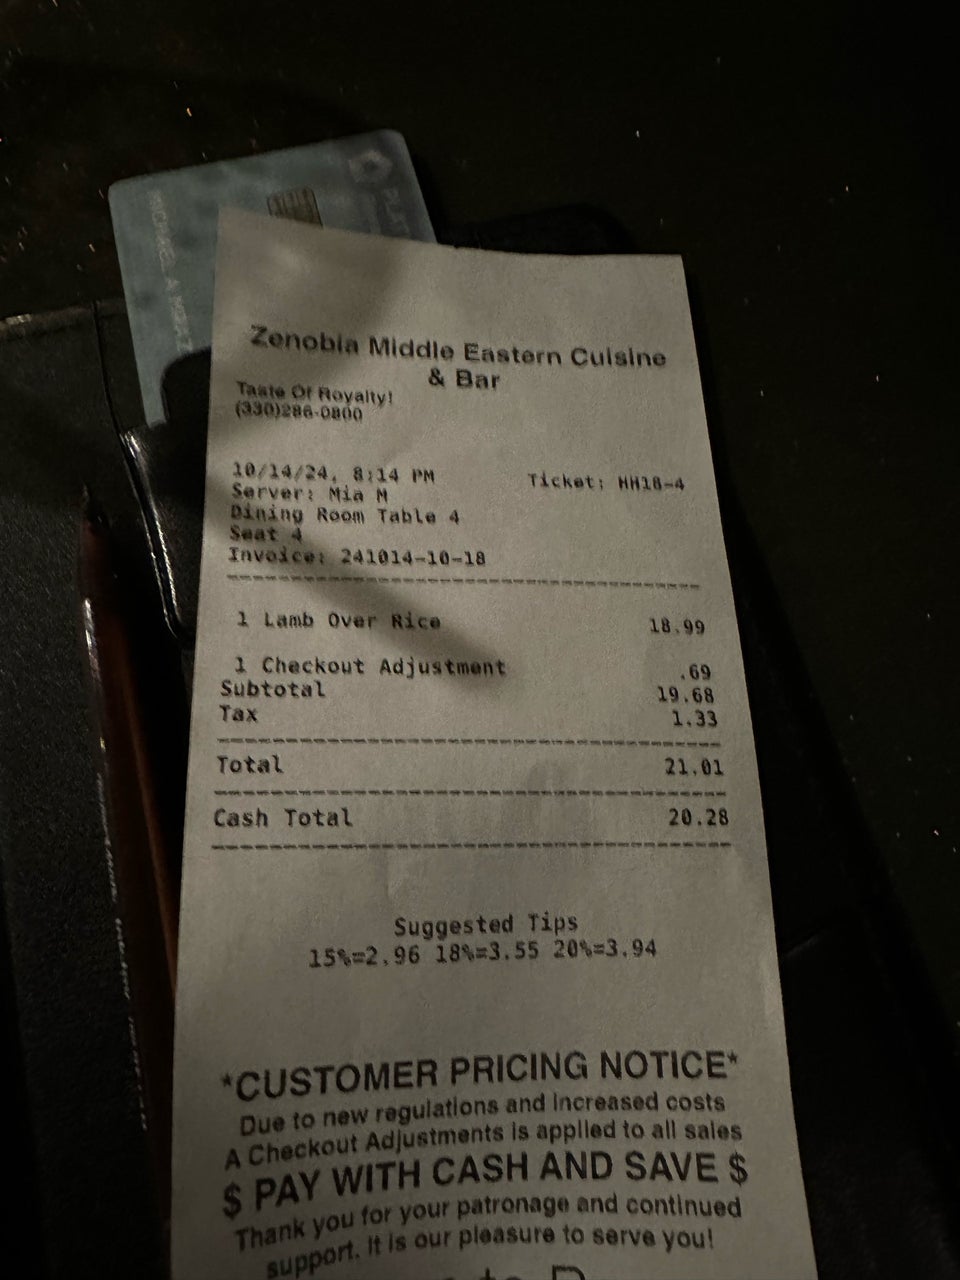 Zenobia Middle Eastern Cuisine
& Bar
Taste Of Royalty!
(330)286-0800
10/14/24, 8:14 PM Ticket: HH18-4
Server: Mia M
Dining Room Table 4
Seat 4
Invoice: 241014-10-18
1 Lamb Over Rice 18.99
1 Checkout Adjustment .69
Subtotal 19.68
Tax 1.33
Total 21.01
Cash Total 20.28
Suggested Tips
15%=2.96 18%=3.55 20%=3.94
*CUSTOMER PRICING NOTICE*
Due to new regulations and increased costs
A Checkout Adjustments is applied to all sales
$ PAY WITH CASH AND SAVE $
Thank you for your patronage and continued
support. It is our pleasure to serve you!